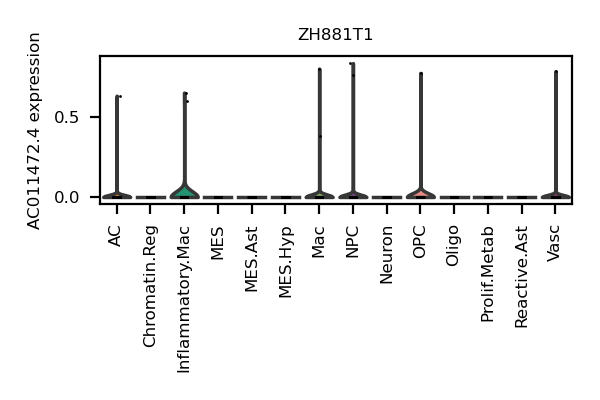 ZH881T1
AC011472.4 expression
0.5
0.0
AC
Chromatin.Reg
Inflammatory.Mac
MES
MES.Ast
MES.Hyp
Mac
NPC
Neuron
OPC
Oligo
Prolif.Metab
Reactive.Ast
Vasc